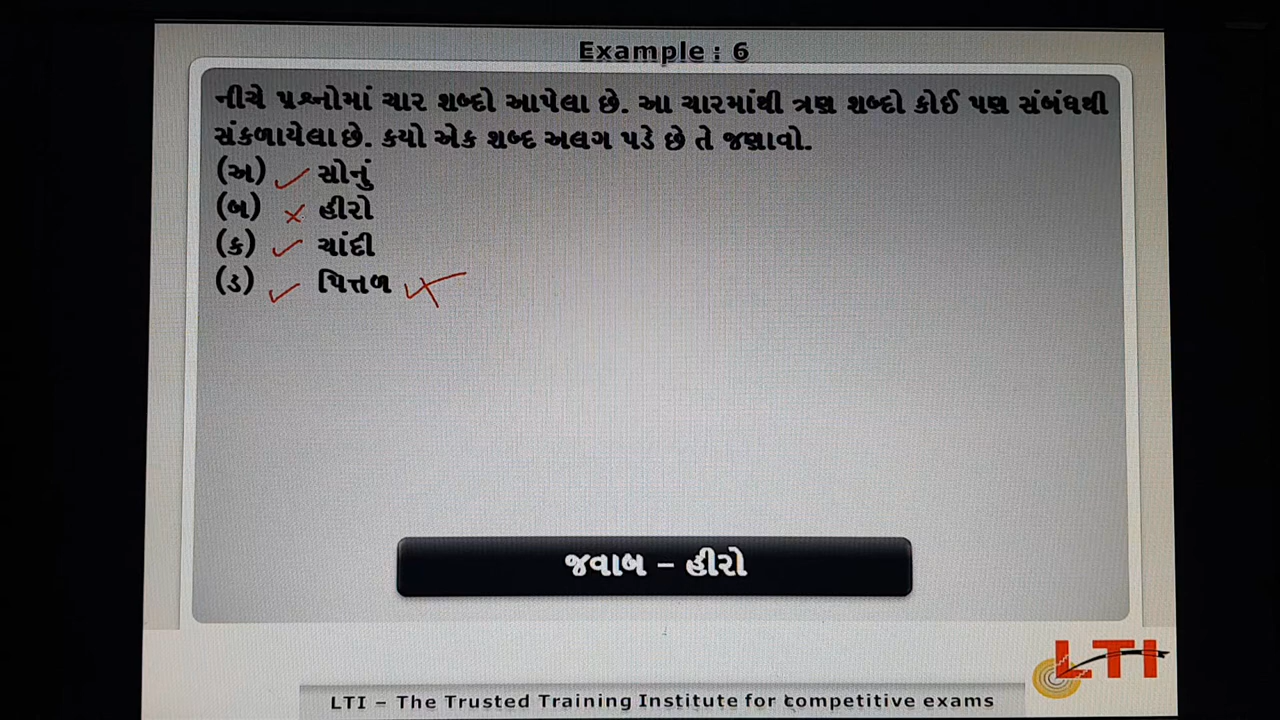 Example : 6
નીચે પ્રશ્નોમાં ચાર શબ્દો આપેલા છે. આ ચારમાંથી ત્રણ શબ્દો કોઈ પણ સંબંધથી
સંકળાયેલા છે. કયો એક શબ્દ અલગ પડે છે તે જણાવો.
(અ) સોનું
(બ) હીરો
(ક) ચાંદી
(ડ) પિત્તળ
જવાબ – હીરો
LTI
LTI – The Trusted Training Institute for competitive exams